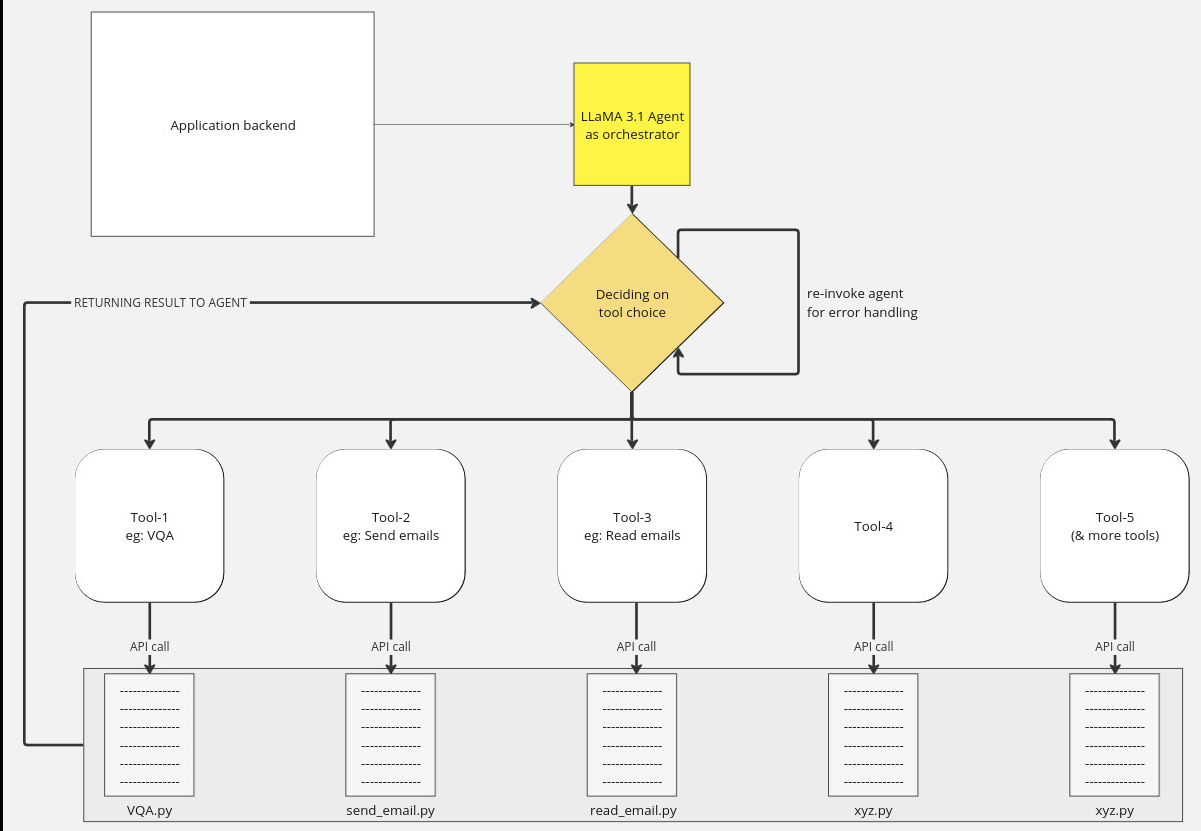 Application backend
LLaMA 3.1 Agent
as orchestrator
Deciding on
tool choice
re-invoke agent
for error handling
RETURNING RESULT TO AGENT
Tool-1
eg: VQA
Tool-2
eg: Send emails
Tool-3
eg: Read emails
Tool-4
Tool-5
(& more tools)
API call
API call
API call
API call
API call
VQA.py
send_email.py
read_email.py
xyz.py
xyz.py